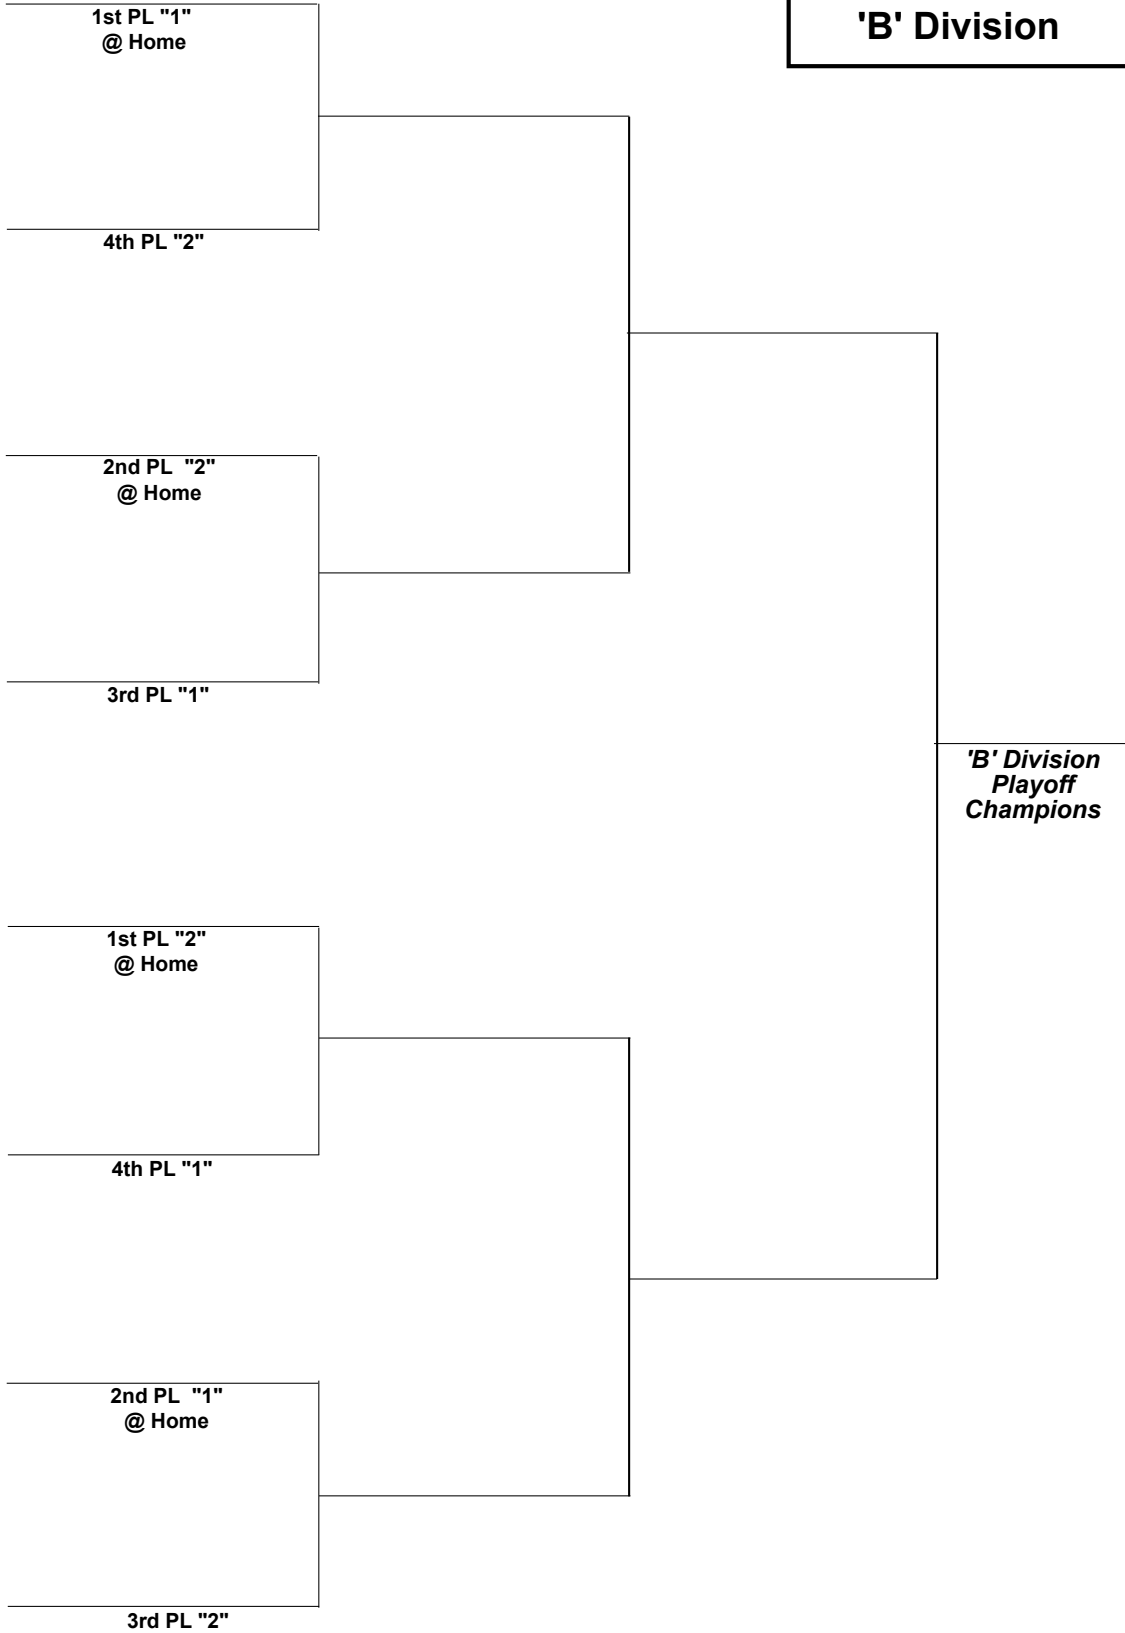 1st PL "1"
@ Home
'B' Division
4th PL "2"
2nd PL  "2"
@ Home
3rd PL "1"
'B' Division
Playoff
Champions
1st PL "2"
@ Home
4th PL "1"
2nd PL  "1"
@ Home
3rd PL "2"